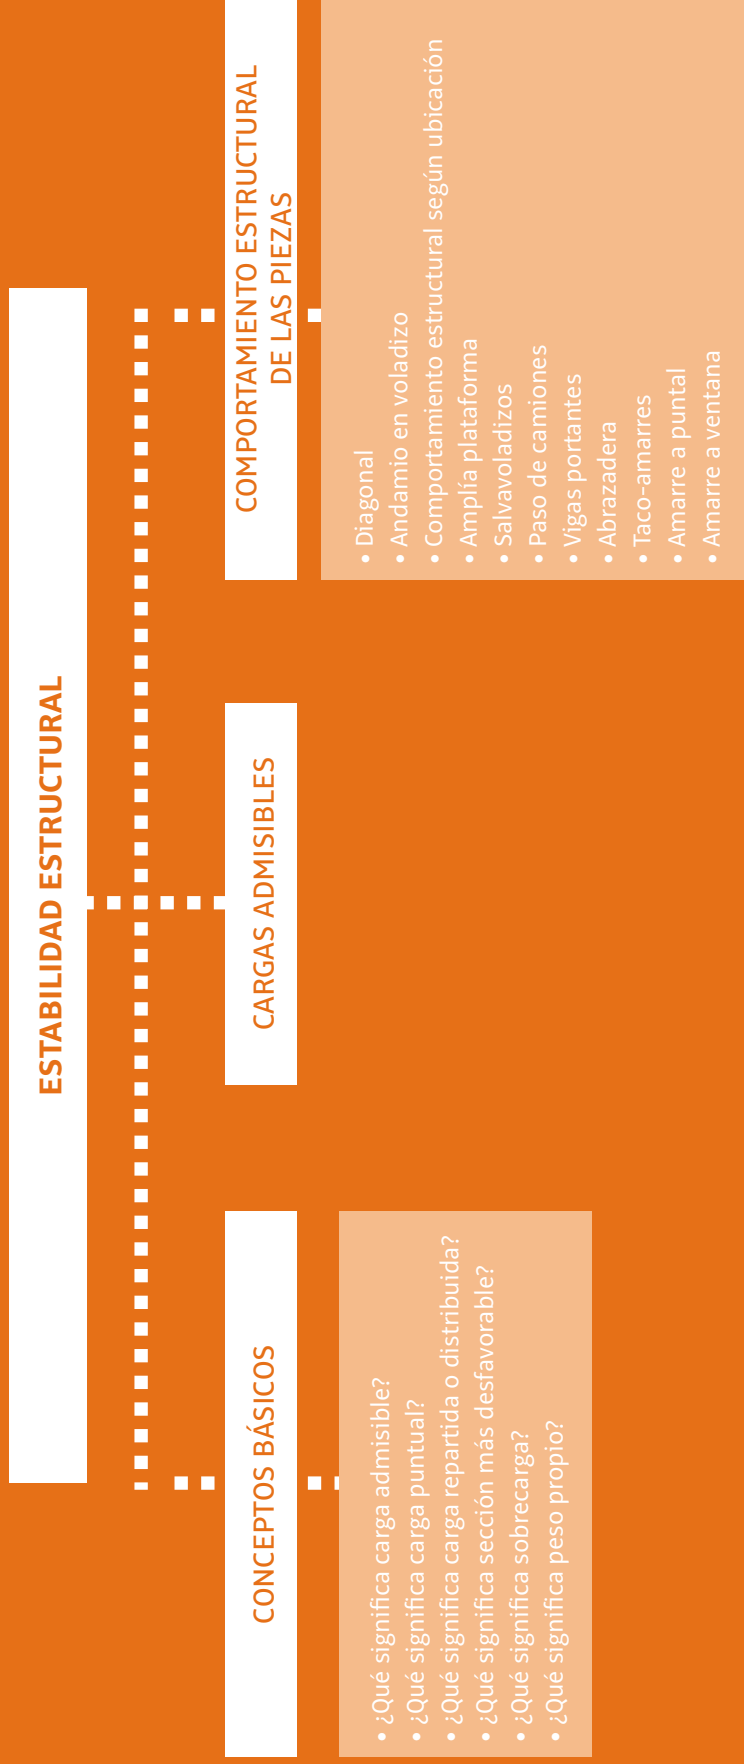 ESTABILIDAD ESTRUCTURAL
CONCEPTOS BÁSICOS
• ¿Qué significa carga admisible?
• ¿Qué significa carga puntual?
• ¿Qué significa carga repartida o distribuida?
• ¿Qué significa sección más desfavorable?
• ¿Qué significa sobrecarga?
• ¿Qué significa peso propio?
CARGAS ADMISIBLES
COMPORTAMIENTO ESTRUCTURAL
DE LAS PIEZAS
• Diagonal
• Andamio en voladizo
• Comportamiento estructural según ubicación
• Amplía plataforma
• Salvavoladizos
• Paso de camiones
• Vigas portantes
• Abrazadera
• Taco-amarres
• Amarre a puntal
• Amarre a ventana